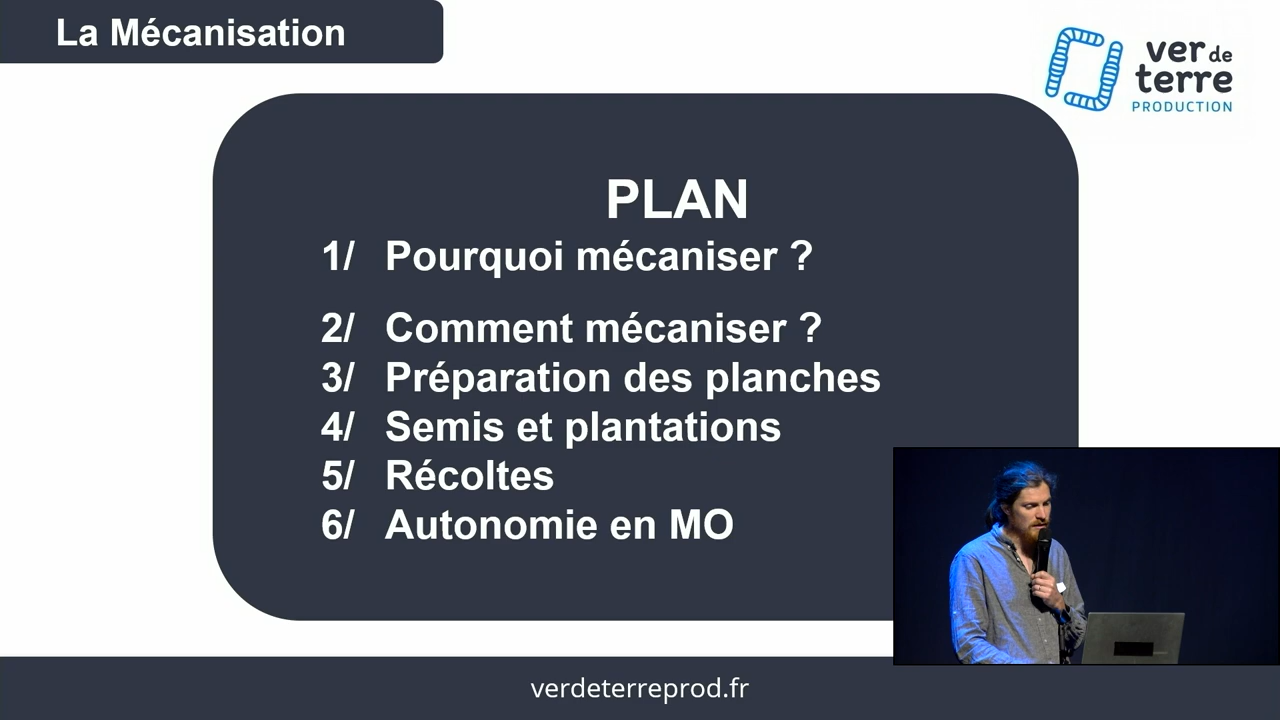 La Mécanisation
ver de
terre
PRODUCTION
PLAN
1/ Pourquoi mécaniser ?
2/ Comment mécaniser ?
3/ Préparation des planches
4/ Semis et plantations
5/ Récoltes
6/ Autonomie en MO
verdeterreprod.fr